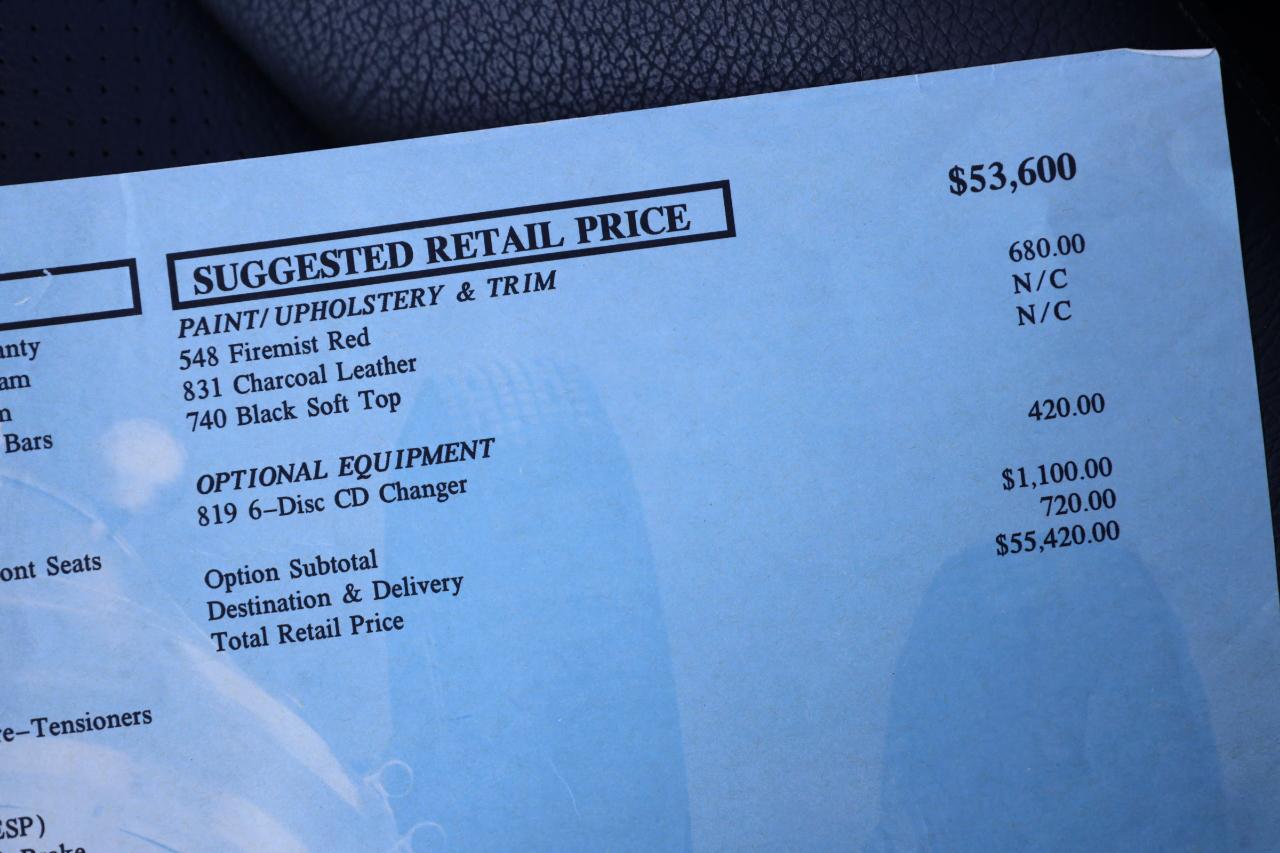 anty
am
n
Bars
ont Seats
re-Tensioners
ESP)
SUGGESTED RETAIL PRICE $53,600
PAINT/UPHOLSTERY & TRIM
548 Firemist Red 680.00
831 Charcoal Leather N/C
740 Black Soft Top N/C
OPTIONAL EQUIPMENT
819 6-Disc CD Changer 420.00
Option Subtotal $1,100.00
Destination & Delivery 720.00
Total Retail Price $55,420.00